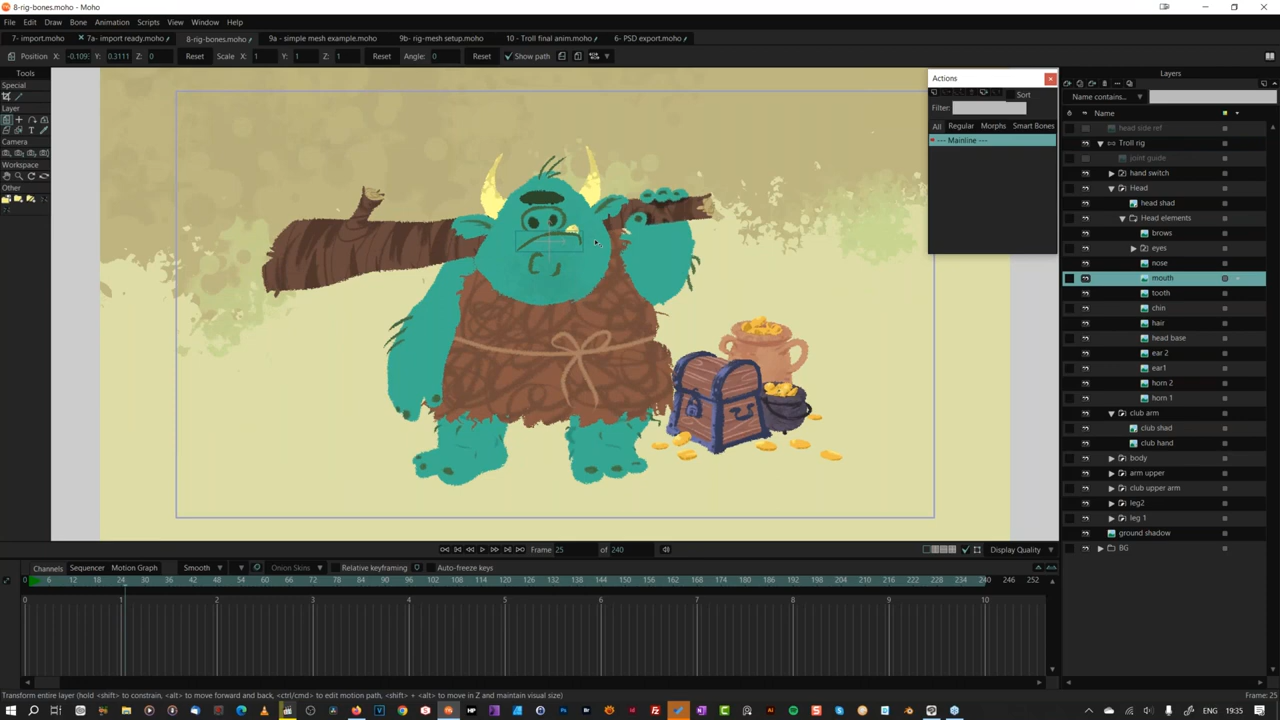 8-rig-bones.moho - Moho
File Edit Draw Bone Animation Scripts View Window Help
7- import.moho 7a- import ready.moho 8-rig-bones.moho 9a - simple mesh example.moho 9b- rig-mesh setup.moho 10 - Troll final anim.moho 6- PSD export.moho
Position X: -0.109 Y: 0.3111 Z: 0 Reset Scale X: 1 Y: 1 Z: 1 Reset Angle: 0 Reset Show path
Tools
Special
Layer
Camera
Workspace
Other
Actions
Sort
Filter:
All Regular Morphs Smart Bones
--- Mainline ---
Layers
Name contains...
Name
head side ref
Troll rig
joint guide
hand switch
Head
head shad
Head elements
brows
eyes
nose
mouth
tooth
chin
hair
head base
ear 2
ear1
horn 2
horn 1
club arm
club shad
club hand
body
arm upper
club upper arm
leg2
leg 1
ground shadow
BG
Frame 25 of 240 Display Quality
Channels Sequencer Motion Graph Smooth Onion Skins Relative keyframing Auto-freeze keys
0 6 12 18 24 30 36 42 48 54 60 66 72 78 84 90 96 102 108 114 120 126 132 138 144 150 156 162 168 174 180 186 192 198 204 210 216 222 228 234 240 246 252
0 1 2 3 4 5 6 7 8 9 10
Transform entire layer (hold <shift> to constrain, <alt> to move forward and back, <ctrl/cmd> to edit motion path, <shift> + <alt> to move in Z and maintain visual size) Frame: 25
ENG 19:35